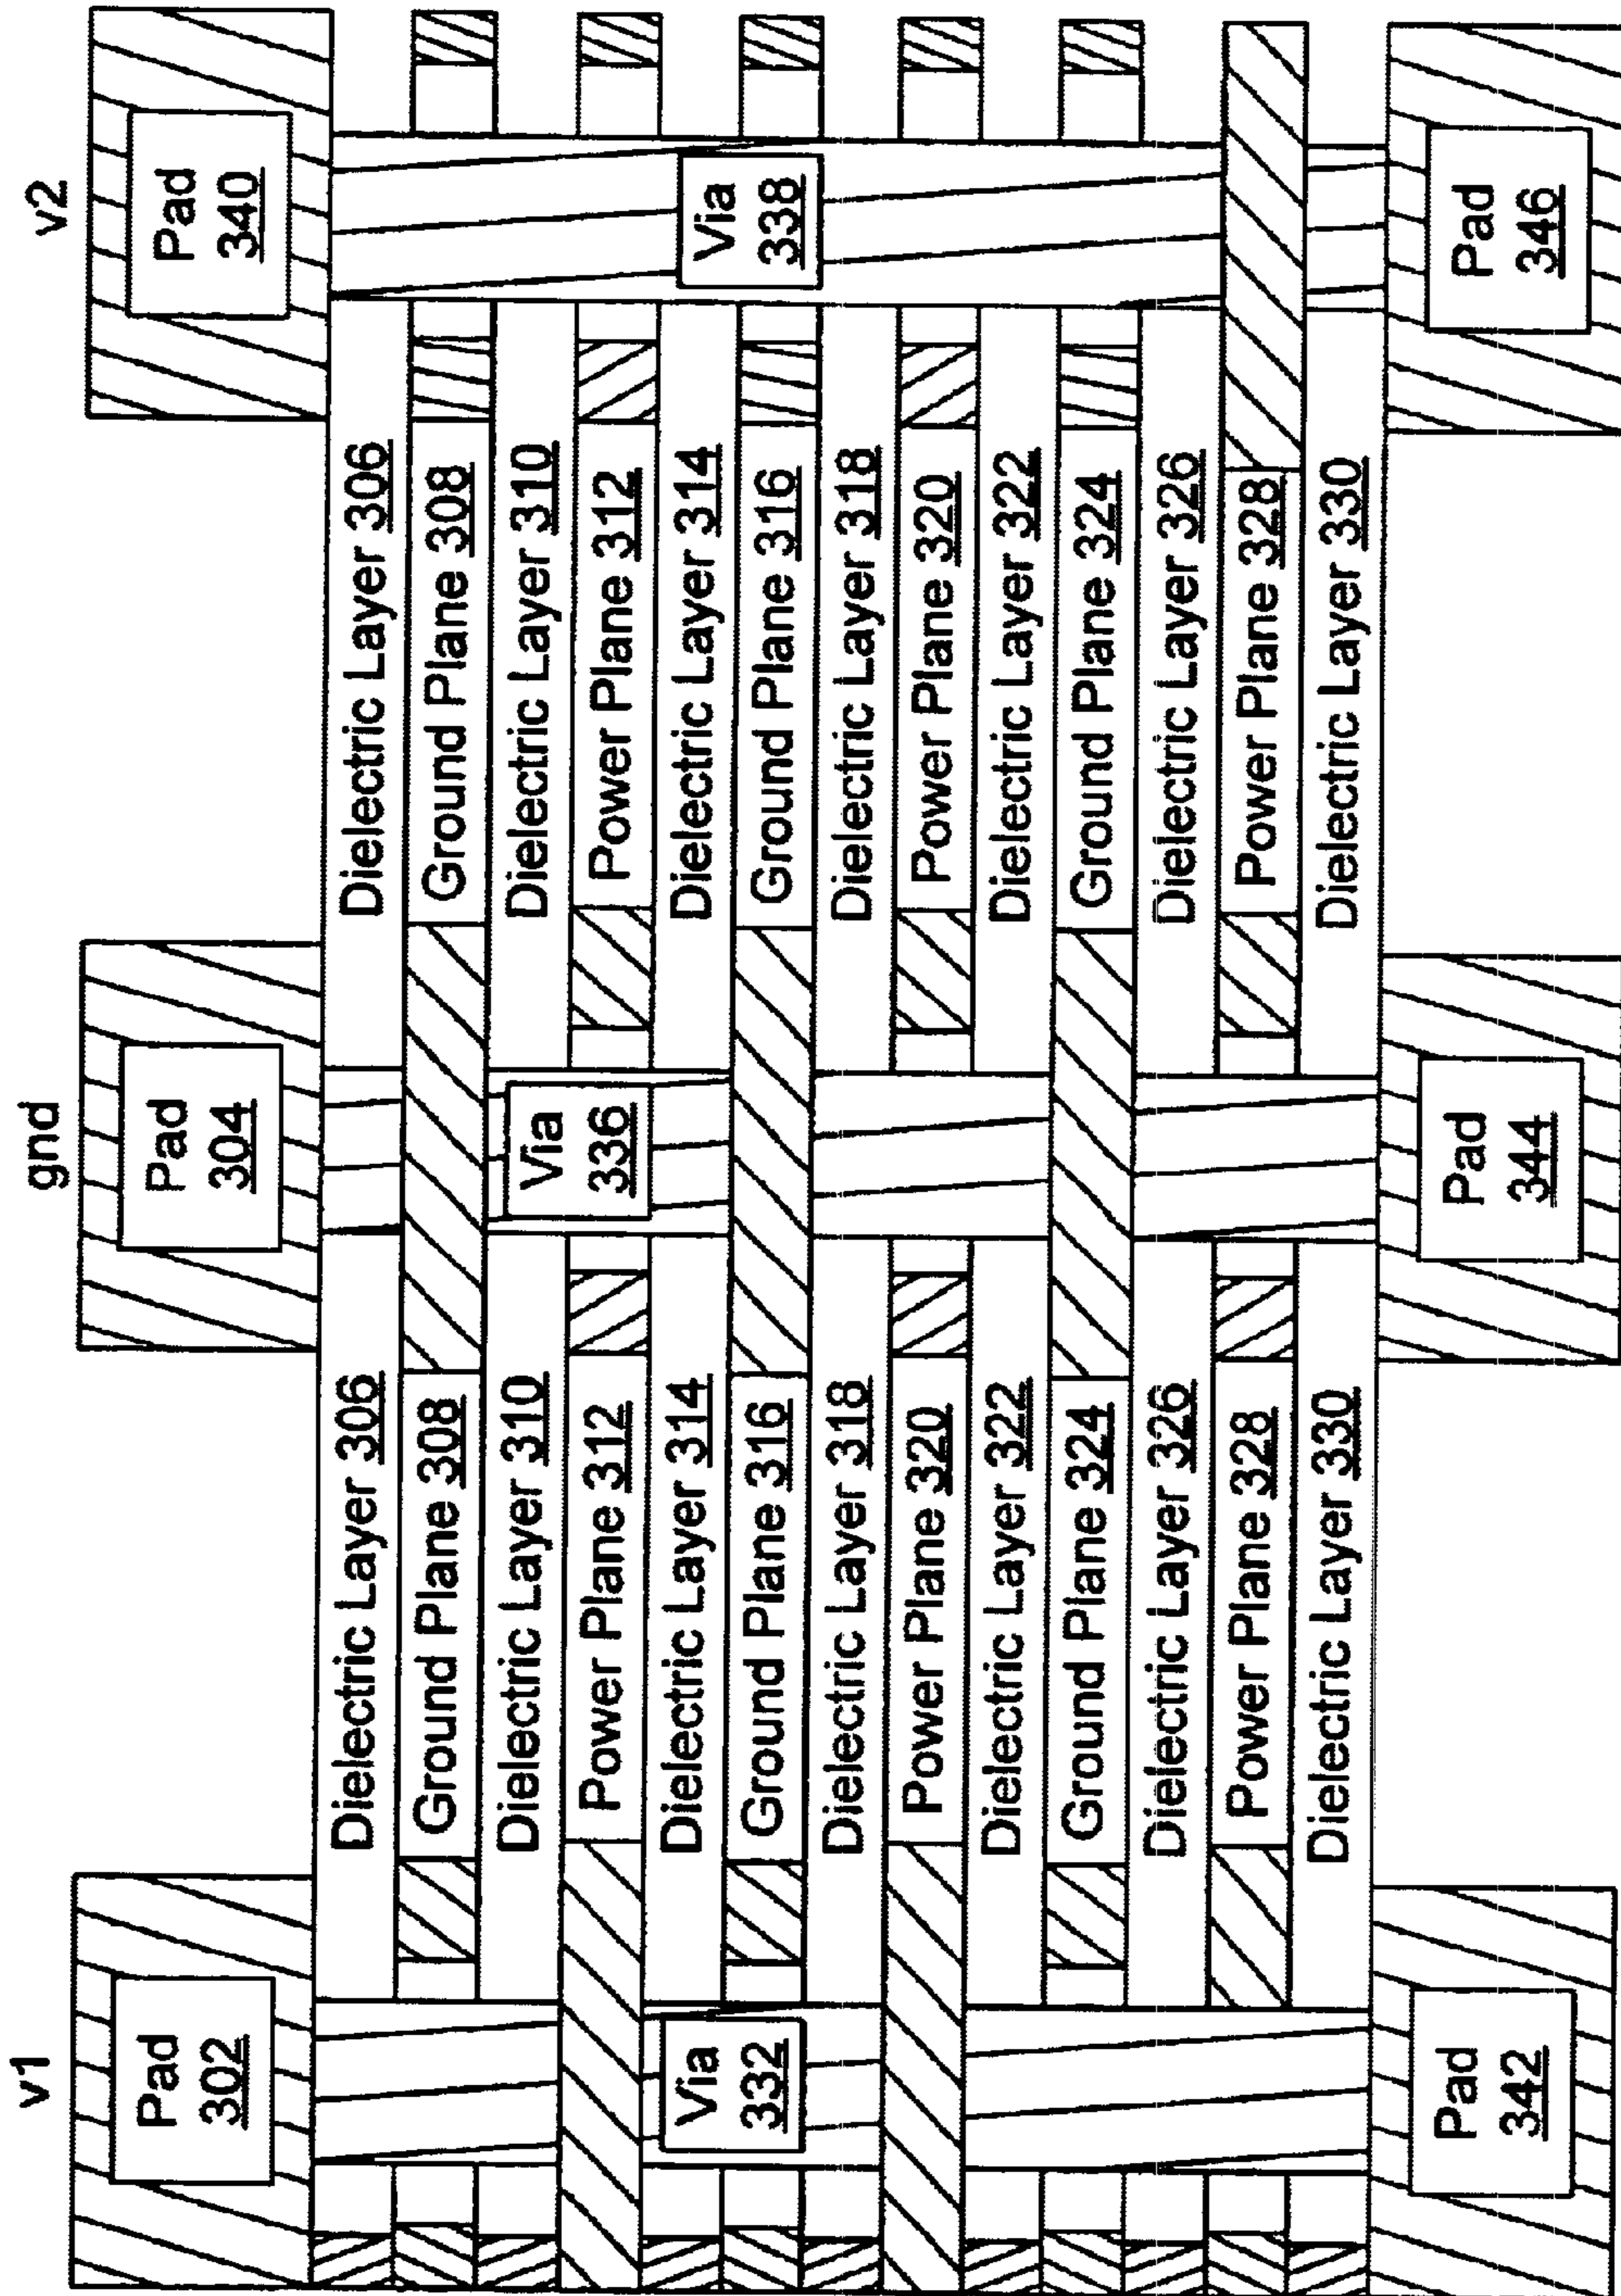 v1
gnd
v2
Pad
302
Pad
304
Pad
340
Dielectric Layer 306
Dielectric Layer 306
Ground Plane 308
Ground Plane 308
Dielectric Layer 310
Dielectric Layer 310
Power Plane 312
Power Plane 312
Dielectric Layer 314
Dielectric Layer 314
Ground Plane 316
Ground Plane 316
Dielectric Layer 318
Dielectric Layer 318
Power Plane 320
Power Plane 320
Dielectric Layer 322
Dielectric Layer 322
Ground Plane 324
Ground Plane 324
Dielectric Layer 326
Dielectric Layer 326
Power Plane 328
Power Plane 328
Dielectric Layer 330
Dielectric Layer 330
Via
332
Via
336
Via
338
Pad
342
Pad
344
Pad
346